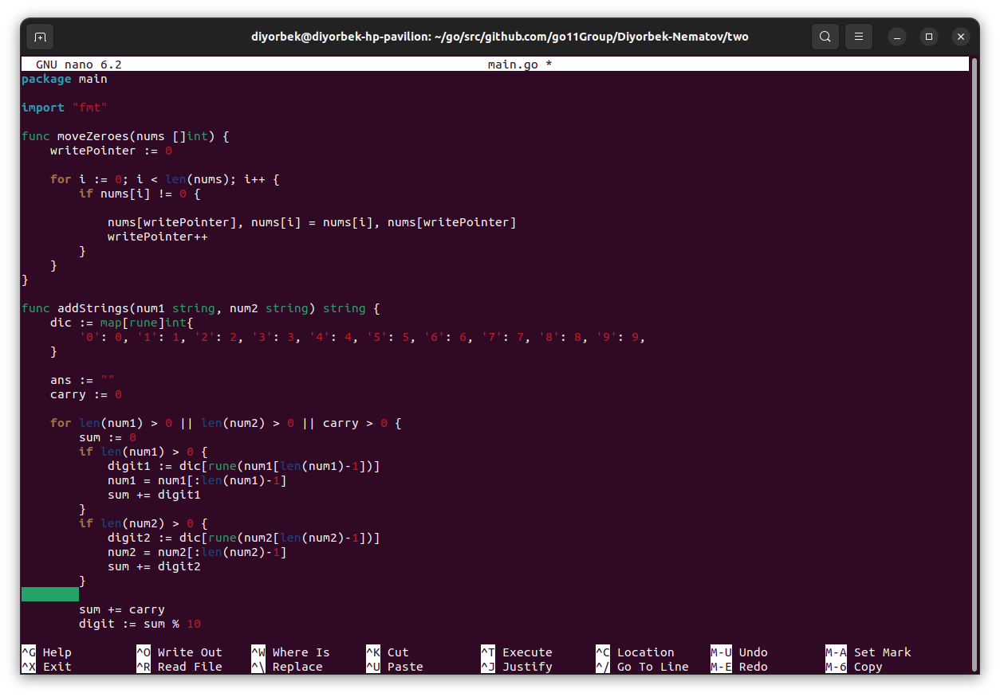 diyorbek@diyorbek-hp-pavilion: ~/go/src/github.com/go11Group/Diyorbek-Nematov/two
  GNU nano 6.2                                                   main.go *
package main

import "fmt"

func moveZeroes(nums []int) {
    writePointer := 0

    for i := 0; i < len(nums); i++ {
        if nums[i] != 0 {

            nums[writePointer], nums[i] = nums[i], nums[writePointer]
            writePointer++
        }
    }
}

func addStrings(num1 string, num2 string) string {
    dic := map[rune]int{
        '0': 0, '1': 1, '2': 2, '3': 3, '4': 4, '5': 5, '6': 6, '7': 7, '8': 8, '9': 9,
    }

    ans := ""
    carry := 0

    for len(num1) > 0 || len(num2) > 0 || carry > 0 {
        sum := 0
        if len(num1) > 0 {
            digit1 := dic[rune(num1[len(num1)-1])]
            num1 = num1[:len(num1)-1]
            sum += digit1
        }
        if len(num2) > 0 {
            digit2 := dic[rune(num2[len(num2)-1])]
            num2 = num2[:len(num2)-1]
            sum += digit2
        }

        sum += carry
        digit := sum % 10

^G Help         ^O Write Out    ^W Where Is     ^K Cut          ^T Execute      ^C Location     M-U Undo        M-A Set Mark
^X Exit         ^R Read File    ^\ Replace      ^U Paste        ^J Justify      ^/ Go To Line   M-E Redo        M-6 Copy